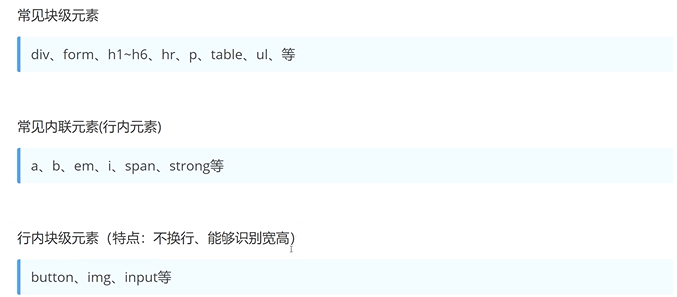 常见块级元素
div、form、h1~h6、hr、p、table、ul、等
常见内联元素(行内元素)
a、b、em、i、span、strong等
行内块级元素（特点：不换行、能够识别宽高）
button、img、input等